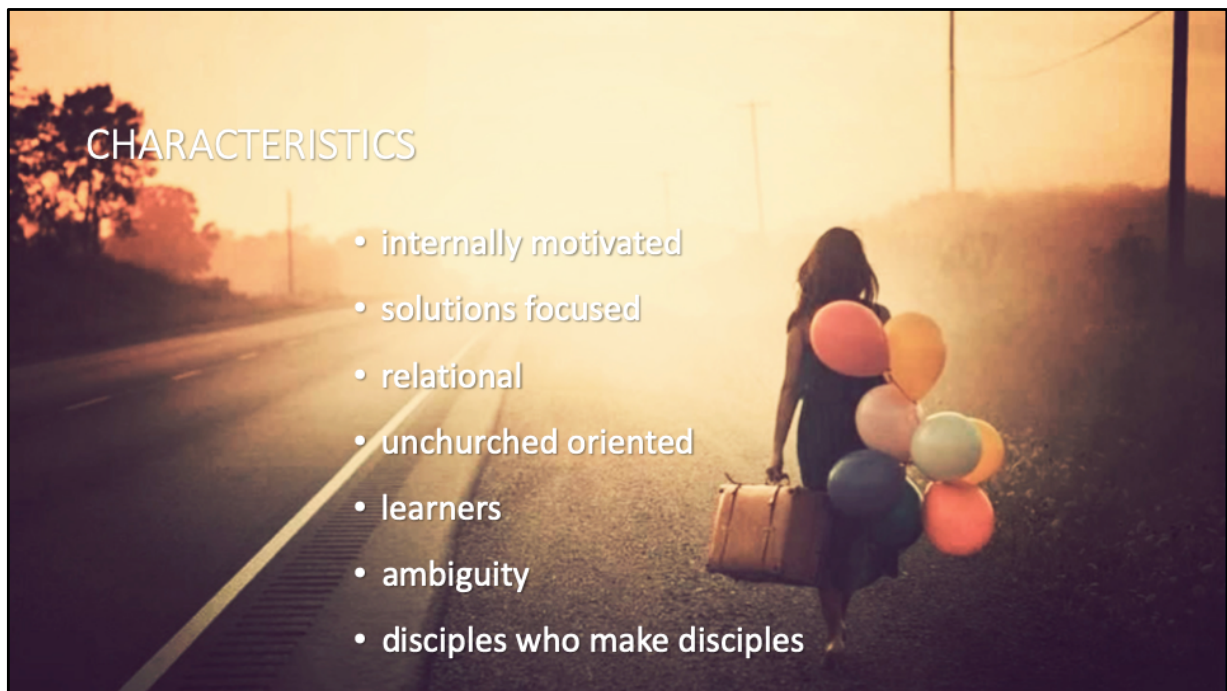 CHARACTERISTICS
• internally motivated
• solutions focused
• relational
• unchurched oriented
• learners
• ambiguity
• disciples who make disciples